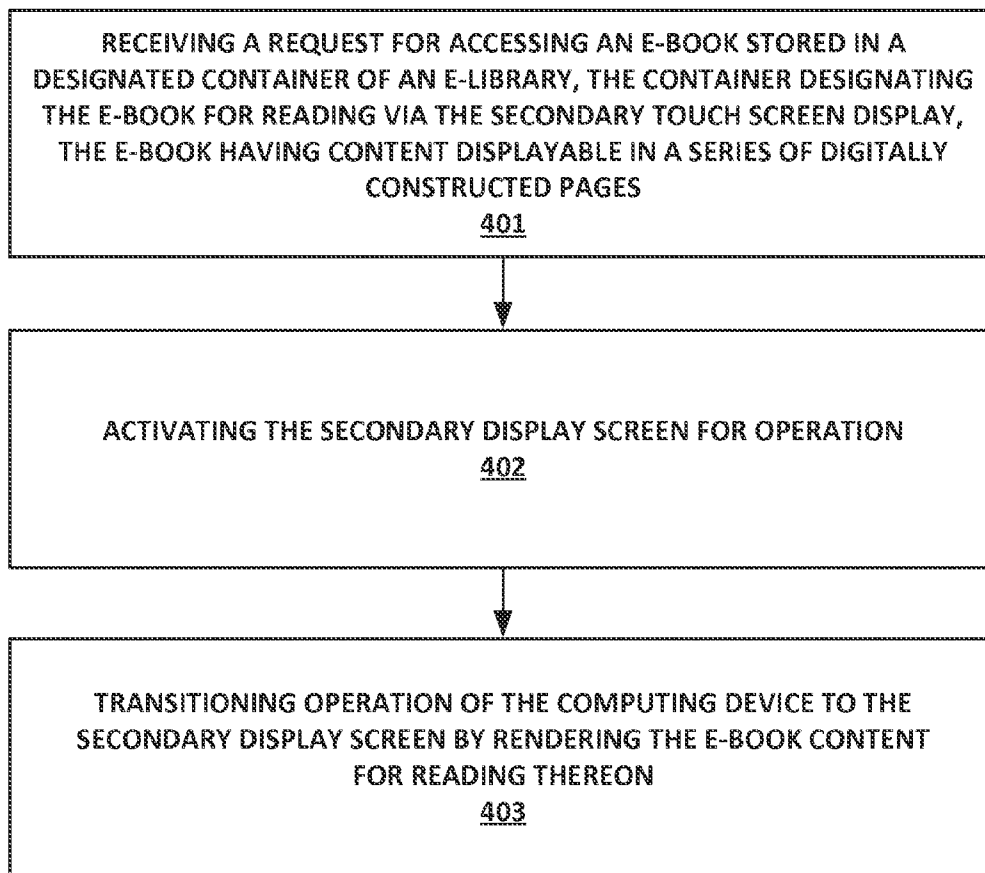 RECEIVING A REQUEST FOR ACCESSING AN E-BOOK STORED IN A
DESIGNATED CONTAINER OF AN E-LIBRARY, THE CONTAINER DESIGNATING
THE E-BOOK FOR READING VIA THE SECONDARY TOUCH SCREEN DISPLAY,
THE E-BOOK HAVING CONTENT DISPLAYABLE IN A SERIES OF DIGITALLY
CONSTRUCTED PAGES
401
ACTIVATING THE SECONDARY DISPLAY SCREEN FOR OPERATION
402
TRANSITIONING OPERATION OF THE COMPUTING DEVICE TO THE
SECONDARY DISPLAY SCREEN BY RENDERING THE E-BOOK CONTENT
FOR READING THEREON
403